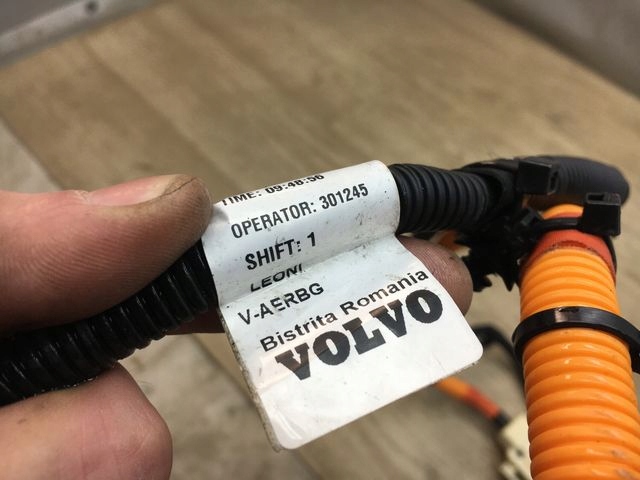 TIME: 09:48:56
OPERATOR: 301245
SHIFT: 1
LEONI
V-AERBG
Bistrita Romania
VOLVO